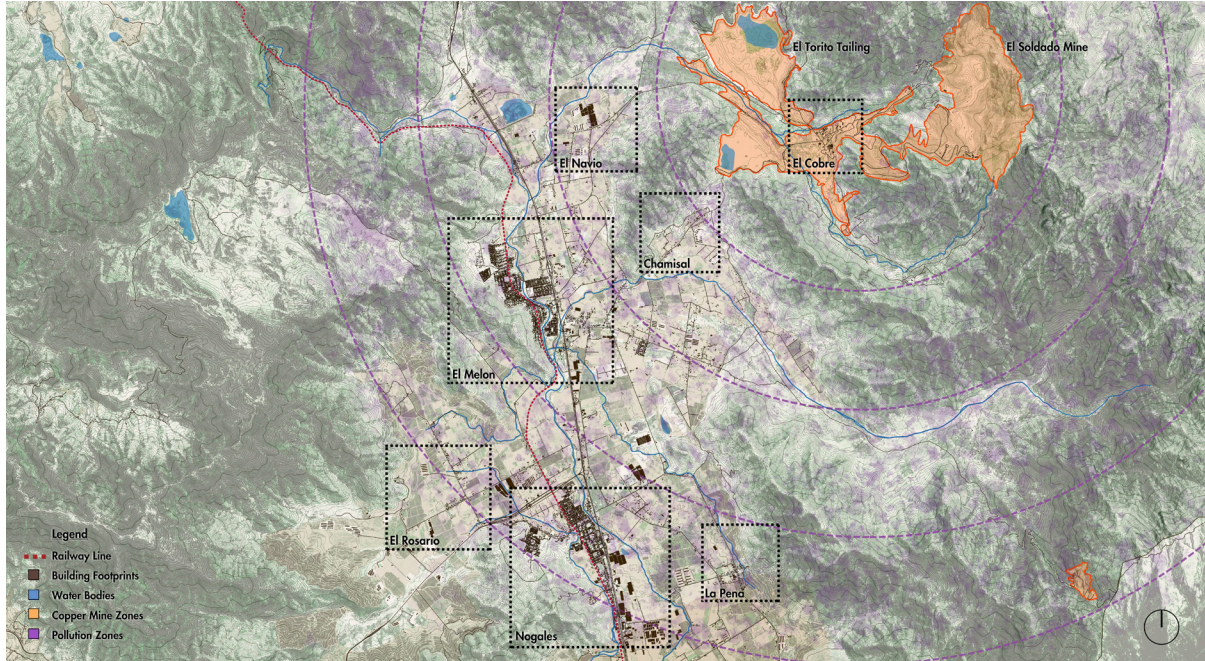 El Torito Tailing
El Soldado Mine
El Navio
El Cobre
Chamisal
El Melon
El Rosario
La Pena
Nogales
Legend
Railway Line
Building Footprints
Water Bodies
Copper Mine Zones
Pollution Zones